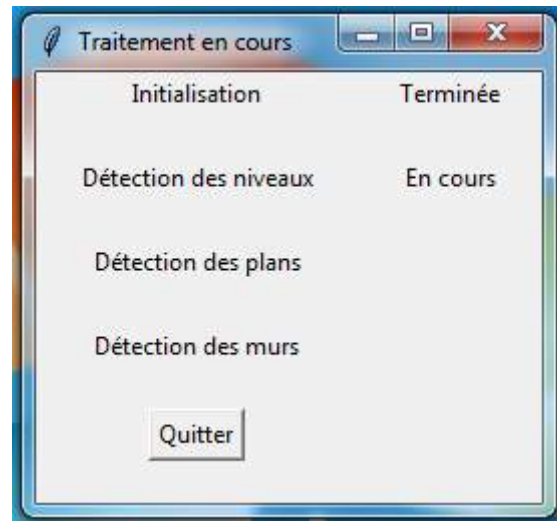 Traitement en cours
Initialisation Terminée
Détection des niveaux En cours
Détection des plans
Détection des murs
Quitter